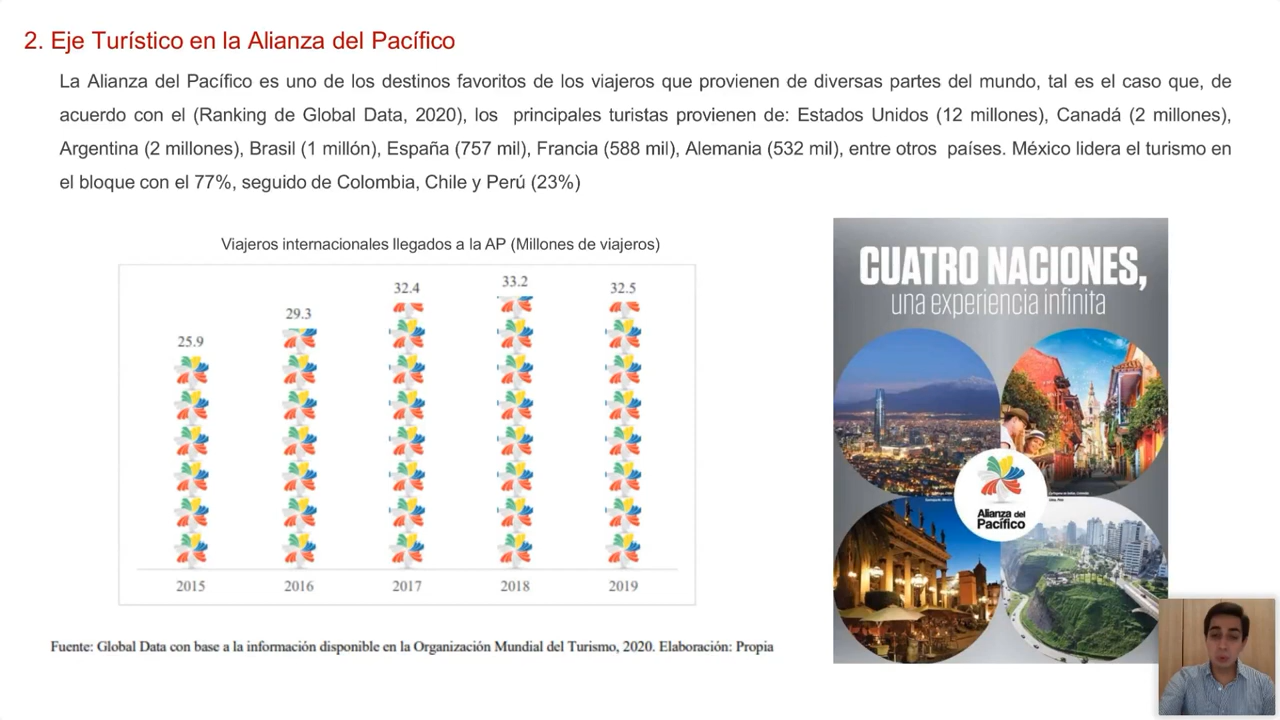 2. Eje Turístico en la Alianza del Pacífico
La Alianza del Pacífico es uno de los destinos favoritos de los viajeros que provienen de diversas partes del mundo, tal es el caso que, de
acuerdo con el (Ranking de Global Data, 2020), los principales turistas provienen de: Estados Unidos (12 millones), Canadá (2 millones),
Argentina (2 millones), Brasil (1 millón), España (757 mil), Francia (588 mil), Alemania (532 mil), entre otros países. México lidera el turismo en
el bloque con el 77%, seguido de Colombia, Chile y Perú (23%)
Viajeros internacionales llegados a la AP (Millones de viajeros)
25.9
29.3
32.4
33.2
32.5
2015
2016
2017
2018
2019
Fuente: Global Data con base a la información disponible en la Organización Mundial del Turismo, 2020. Elaboración: Propia
CUATRO NACIONES,
una experiencia infinita
Alianza del
Pacífico